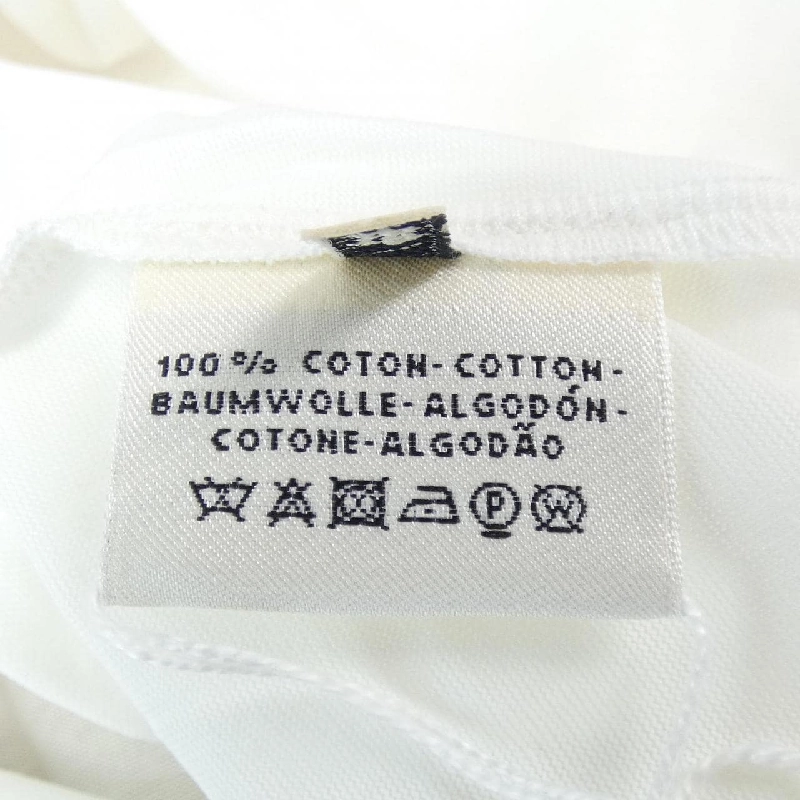 100 % COTON- COTTON -
BAUMWOLLE- ALGODÓN -
COTONE-ALGODÃO
P W